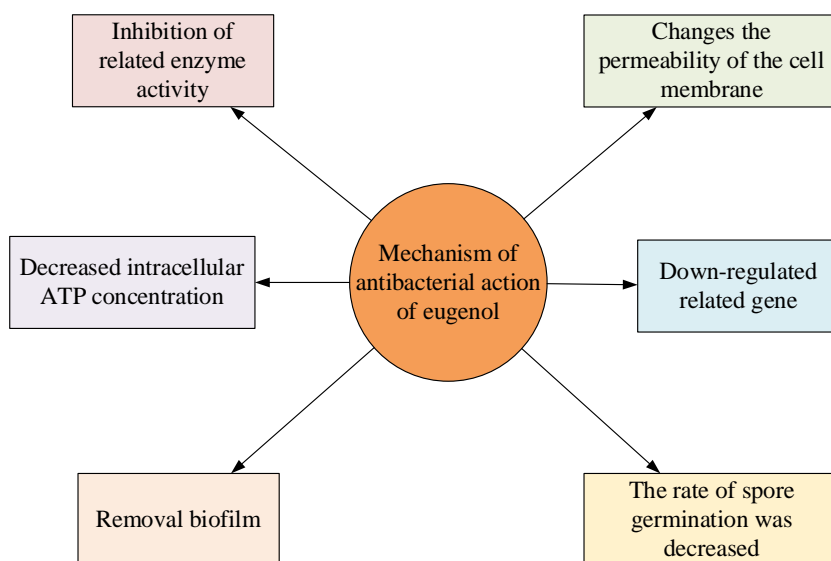 Inhibition of
related enzyme
activity
Changes the
permeability of the cell
membrane
Decreased intracellular
ATP concentration
Mechanism of
antibacterial action
of eugenol
Down-regulated
related gene
Removal biofilm
The rate of spore
germination was
decreased